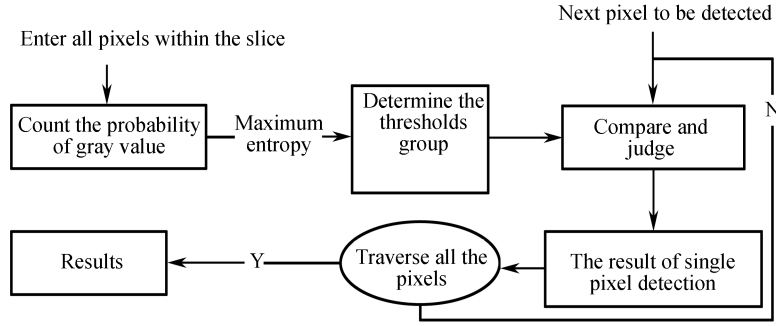 Next pixel to be detected
Enter all pixels within the slice
Count the probability
of gray value
Maximum
entropy
Determine the
thresholds
group
Compare and
judge
N
Results
Y
Traverse all the
pixels
The result of single
pixel detection